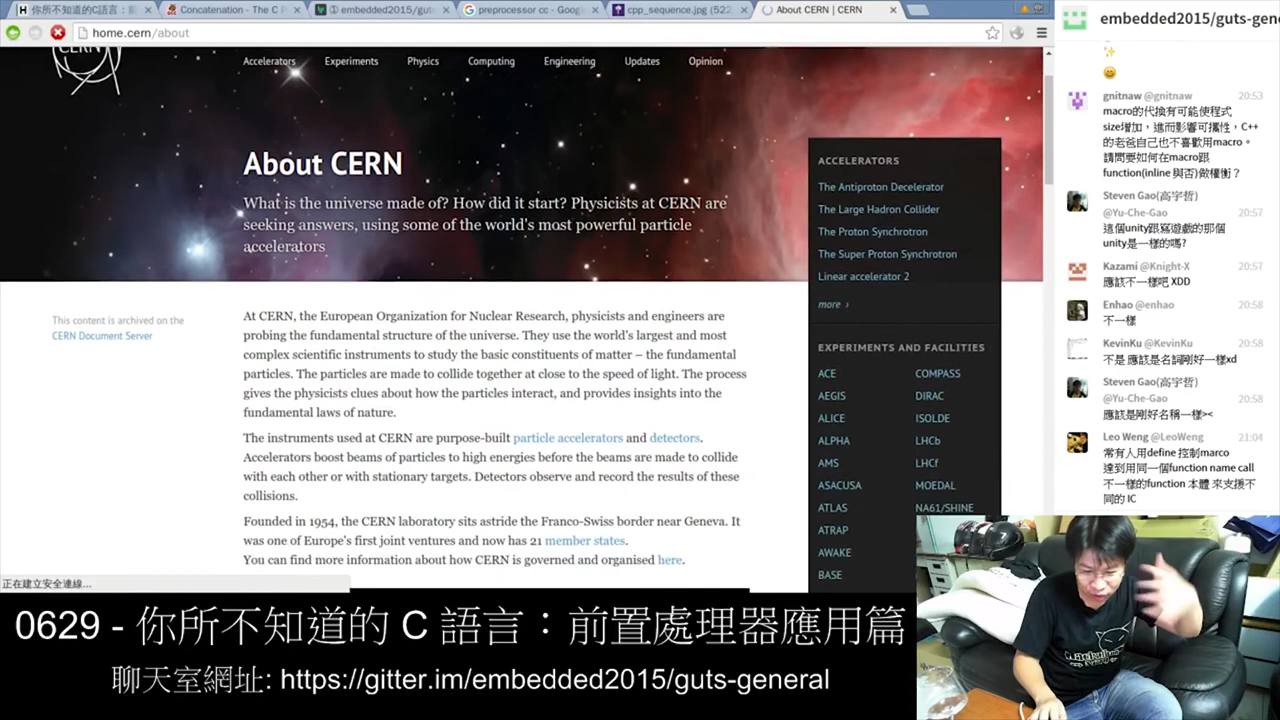 你所不知道的C語言：前
Concatenation - The C P
① embedded2015/guts
preprocessor cc - Goog
cpp_sequence.jpg (522
About CERN | CERN
embedded2015/guts-gene
home.cern/about
CERN
Accelerators
Experiments
Physics
Computing
Engineering
Updates
Opinion
About CERN
What is the universe made of? How did it start? Physicists at CERN are
seeking answers, using some of the world's most powerful particle
accelerators
This content is archived on the
CERN Document Server
At CERN, the European Organization for Nuclear Research, physicists and engineers are
probing the fundamental structure of the universe. They use the world's largest and most
complex scientific instruments to study the basic constituents of matter – the fundamental
particles. The particles are made to collide together at close to the speed of light. The process
gives the physicists clues about how the particles interact, and provides insights into the
fundamental laws of nature.
The instruments used at CERN are purpose-built particle accelerators and detectors.
Accelerators boost beams of particles to high energies before the beams are made to collide
with each other or with stationary targets. Detectors observe and record the results of these
collisions.
Founded in 1954, the CERN laboratory sits astride the Franco-Swiss border near Geneva. It
was one of Europe's first joint ventures and now has 21 member states.
You can find more information about how CERN is governed and organised here.
ACCELERATORS
The Antiproton Decelerator
The Large Hadron Collider
The Proton Synchrotron
The Super Proton Synchrotron
Linear accelerator 2
more ›
EXPERIMENTS AND FACILITIES
ACE COMPASS
AEGIS DIRAC
ALICE ISOLDE
ALPHA LHCb
AMS LHCf
ASACUSA MOEDAL
ATLAS NA61/SHINE
ATRAP
AWAKE
BASE
正在建立安全連線...
gnitnaw @gnitnaw 20:53
macro的代換有可能使程式
size增加，進而影響可攜性，C++
的老爸自己也不喜歡用macro。
請問要如何在macro跟
function(inline 與否)做權衡？
Steven Gao(高宇哲)
@Yu-Che-Gao 20:57
這個unity跟寫遊戲的那個
unity是一樣的嗎?
Kazami @Knight-X 20:57
應該不一樣吧 XDD
Enhao @enhao 20:58
不一樣
KevinKu @KevinKu 20:58
不是 應該是名詞剛好一樣xd
Steven Gao(高宇哲)
@Yu-Che-Gao 20:58
應該是剛好名稱一樣><
Leo Weng @LeoWeng 21:04
常有人用define 控制marco
達到用同一個function name call
不一樣的function 本體 來支援不
同的 IC
0629 - 你所不知道的 C 語言：前置處理器應用篇
聊天室網址: https://gitter.im/embedded2015/guts-general